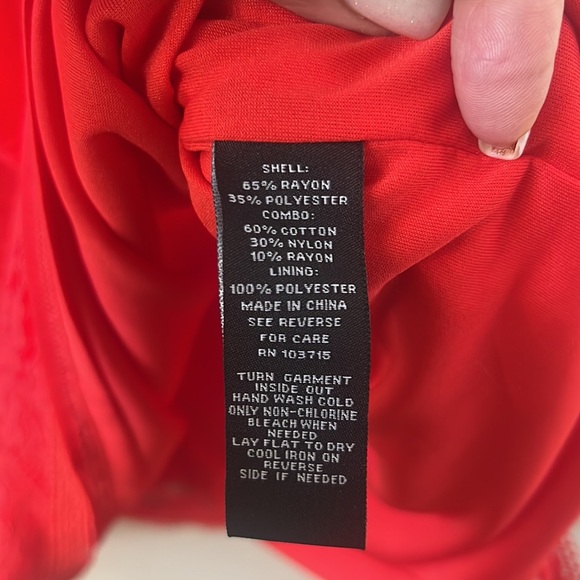 SHELL:
65% RAYON
35% POLYESTER
COMBO:
60% COTTON
30% NYLON
10% RAYON
LINING:
100% POLYESTER
MADE IN CHINA
SEE REVERSE
FOR CARE
RN 103715
TURN GARMENT
INSIDE OUT
HAND WASH COLD
ONLY NON-CHLORINE
BLEACH WHEN
NEEDED
LAY FLAT TO DRY
COOL IRON ON
REVERSE
SIDE IF NEEDED